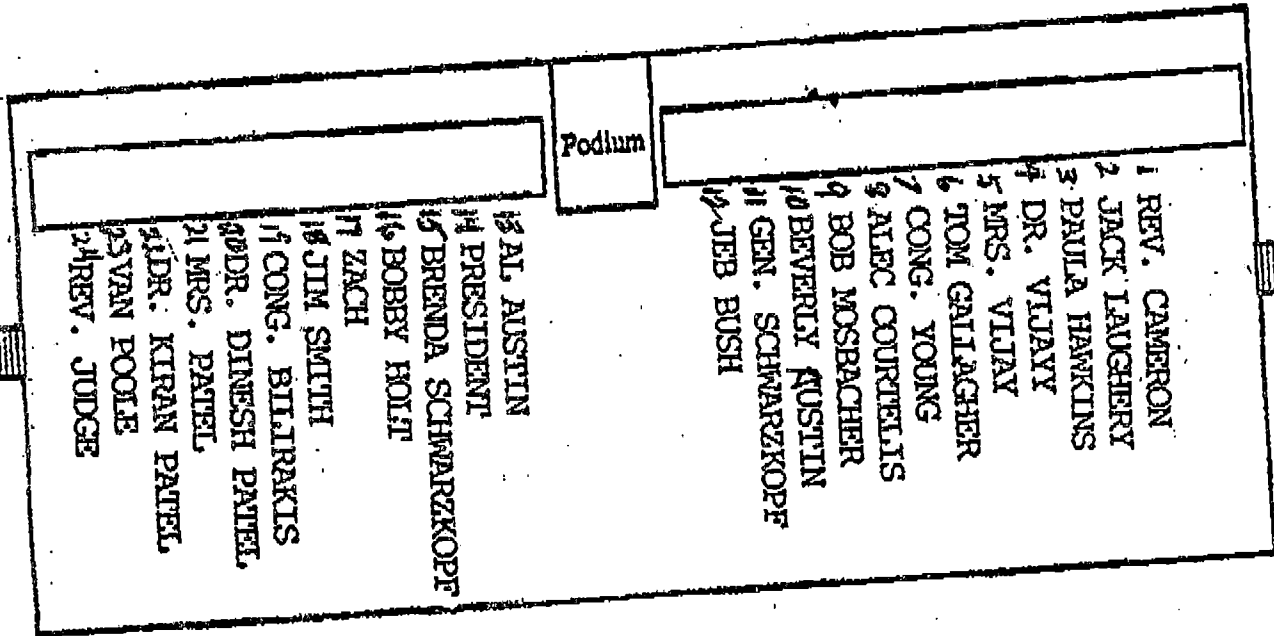 Podium
1 REV. CAMERON
2 JACK LAUGHERY
3 PAULA HAWKINS
4 DR. VIJAYY
5 MRS. VIJAY
6 TOM GALLAGHER
7 CONG. YOUNG
8 ALEC COURTELIS
9 BOB MOSBACHER
10 BEVERLY AUSTIN
11 GEN. SCHWARZKOPF
12 JEB BUSH
13 AL AUSTIN
14 PRESIDENT
15 BRENDA SCHWARZKOPF
16 BOBBY HOLT
17 ZACH
18 JIM SMITH
19 CONG. BILIRAKIS
20 DR. DINESH PATEL
21 MRS. PATEL
22 DR. KIRAN PATEL
23 VAN POOLE
24 REV. JUDGE